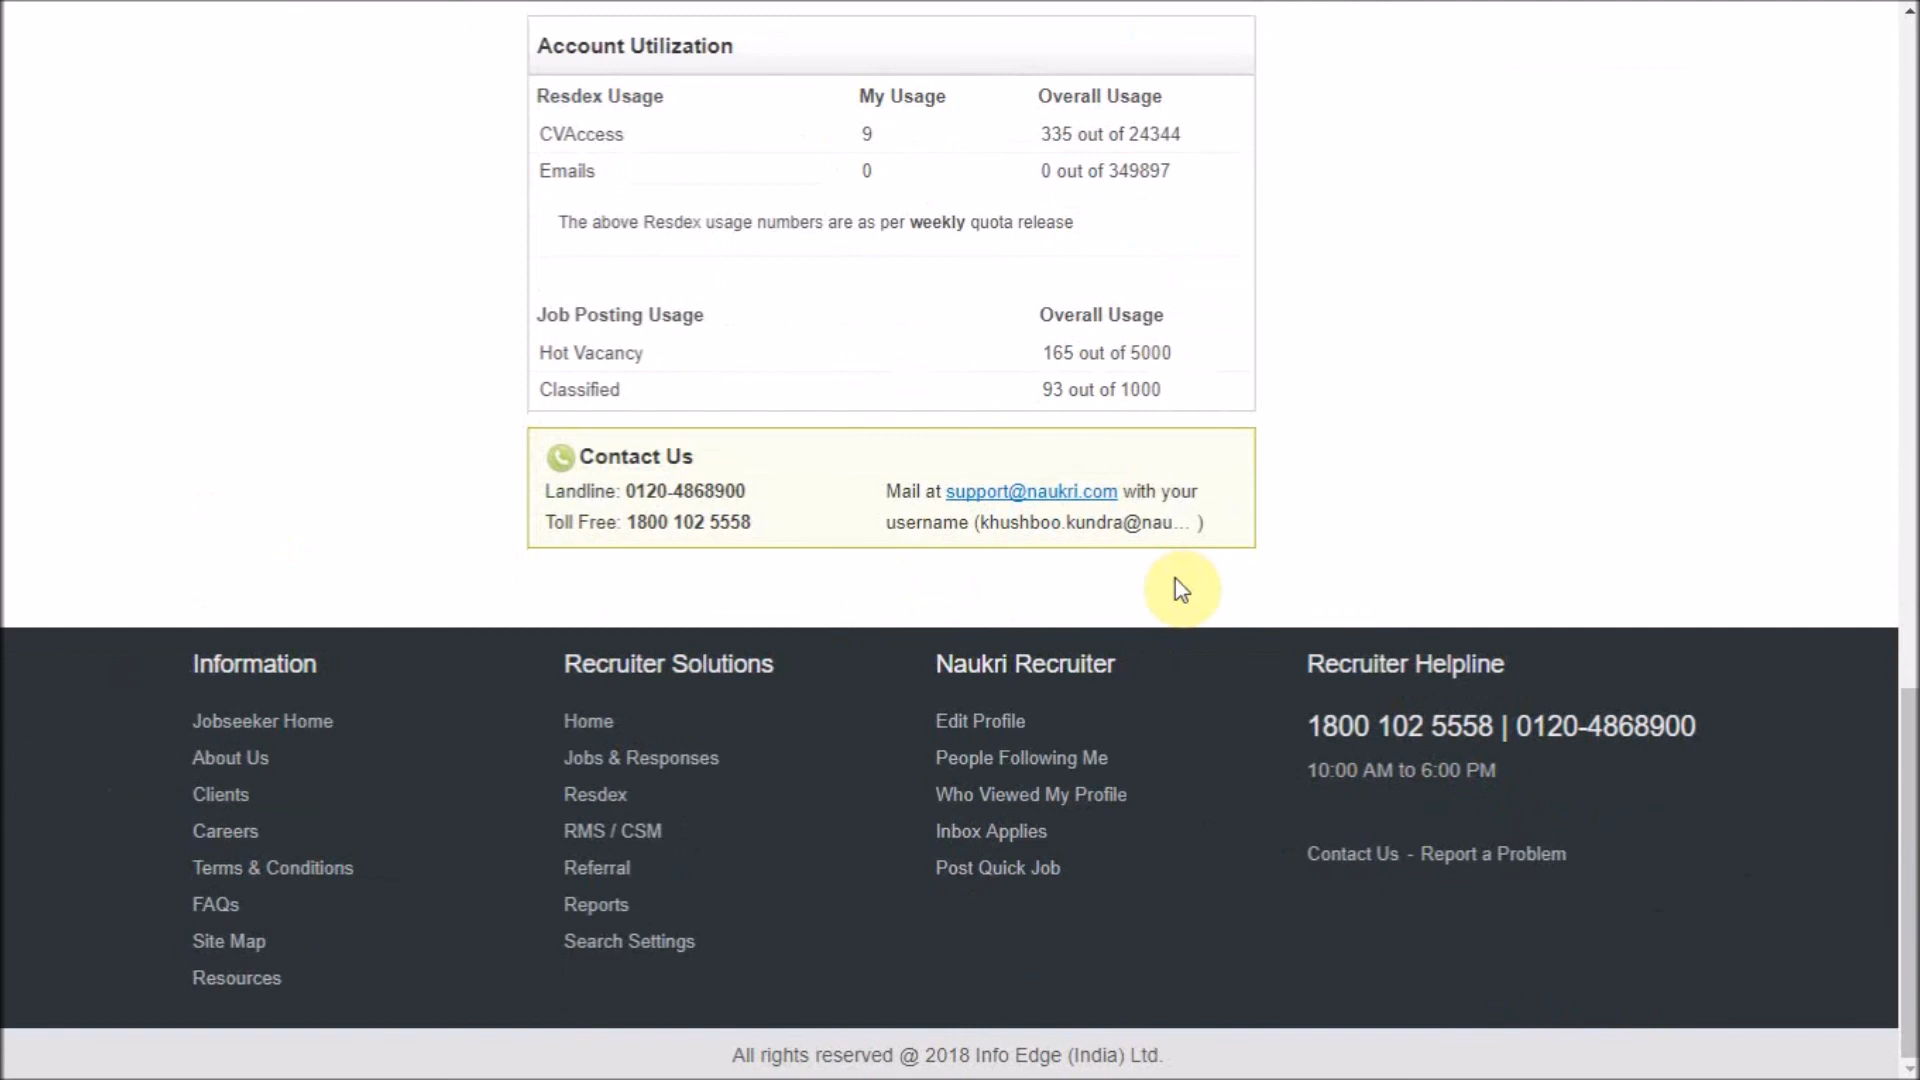 Account Utilization
Resdex Usage My Usage Overall Usage
CVAccess 9 335 out of 24344
Emails 0 0 out of 349897
The above Resdex usage numbers are as per weekly quota release
Job Posting Usage Overall Usage
Hot Vacancy 165 out of 5000
Classified 93 out of 1000
Contact Us
Landline: 0120-4868900
Toll Free: 1800 102 5558
Mail at support@naukri.com with your
username (khushboo.kundra@nau... )
Information
Jobseeker Home
About Us
Clients
Careers
Terms & Conditions
FAQs
Site Map
Resources
Recruiter Solutions
Home
Jobs & Responses
Resdex
RMS / CSM
Referral
Reports
Search Settings
Naukri Recruiter
Edit Profile
People Following Me
Who Viewed My Profile
Inbox Applies
Post Quick Job
Recruiter Helpline
1800 102 5558 | 0120-4868900
10:00 AM to 6:00 PM
Contact Us - Report a Problem
All rights reserved @ 2018 Info Edge (India) Ltd.